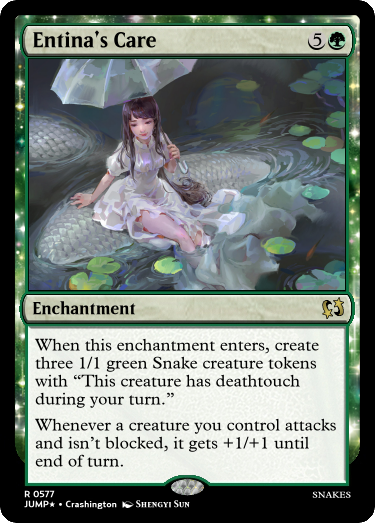 Entina's Care 5
Enchantment
When this enchantment enters, create
three 1/1 green Snake creature tokens
with “This creature has deathtouch
during your turn.”
Whenever a creature you control attacks
and isn't blocked, it gets +1/+1 until
end of turn.
R 0577 SNAKES
JUMP★ • Crashington Shengyi Sun